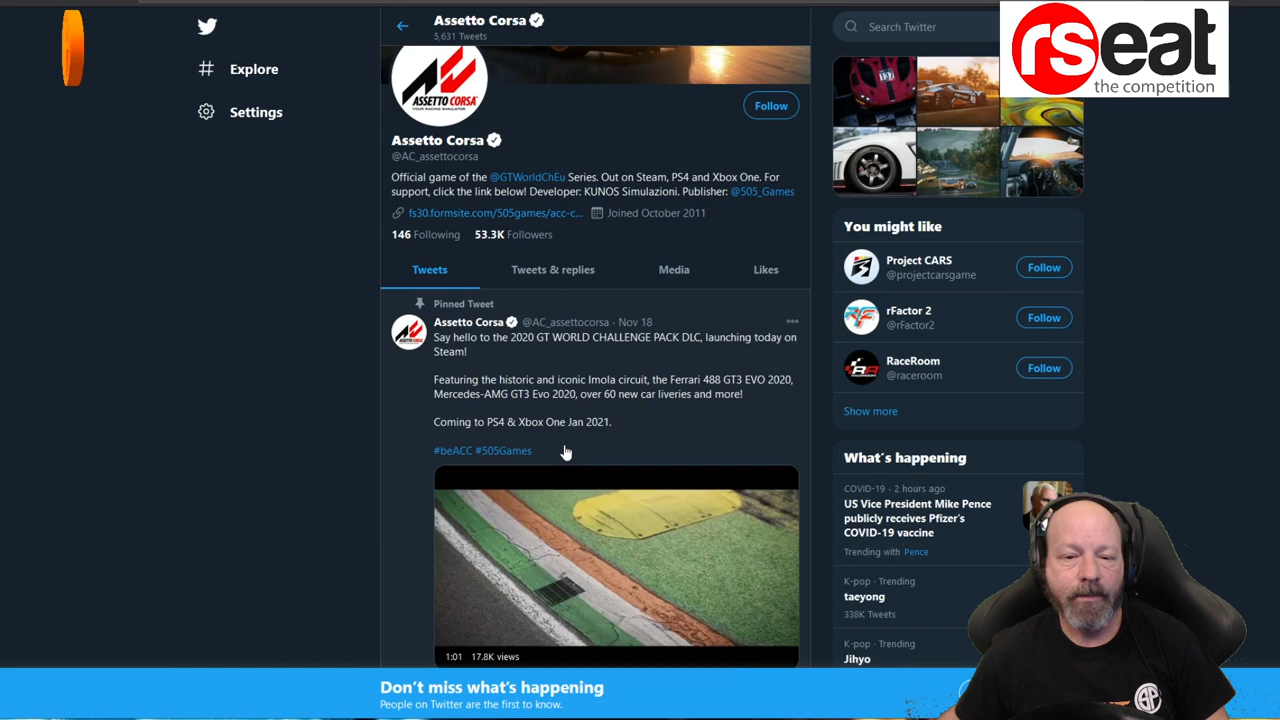 Explore
Settings
Assetto Corsa
5,631 Tweets
ASSETTO CORSA
Follow
Assetto Corsa
@AC_assettocorsa
Official game of the @GTWorldChEu Series. Out on Steam, PS4 and Xbox One. For
support, click the link below! Developer: KUNOS Simulazioni. Publisher: @505_Games
fs30.formsite.com/505games/acc-c... Joined October 2011
146 Following 53.3K Followers
Tweets Tweets & replies Media Likes
Pinned Tweet
Assetto Corsa @AC_assettocorsa · Nov 18
Say hello to the 2020 GT WORLD CHALLENGE PACK DLC, launching today on
Steam!
Featuring the historic and iconic Imola circuit, the Ferrari 488 GT3 EVO 2020,
Mercedes-AMG GT3 Evo 2020, over 60 new car liveries and more!
Coming to PS4 & Xbox One Jan 2021.
#beACC #505Games
1:01 17.8K views
Search Twitter
rseat
the competition
You might like
Project CARS
@projectcarsgame
Follow
rFactor 2
@rFactor2
Follow
RaceRoom
@raceroom
Follow
Show more
What's happening
COVID-19 · 2 hours ago
US Vice President Mike Pence
publicly receives Pfizer's
COVID-19 vaccine
Trending with Pence
K-pop · Trending
taeyong
338K Tweets
K-pop · Trending
Jihyo
Don't miss what's happening
People on Twitter are the first to know.